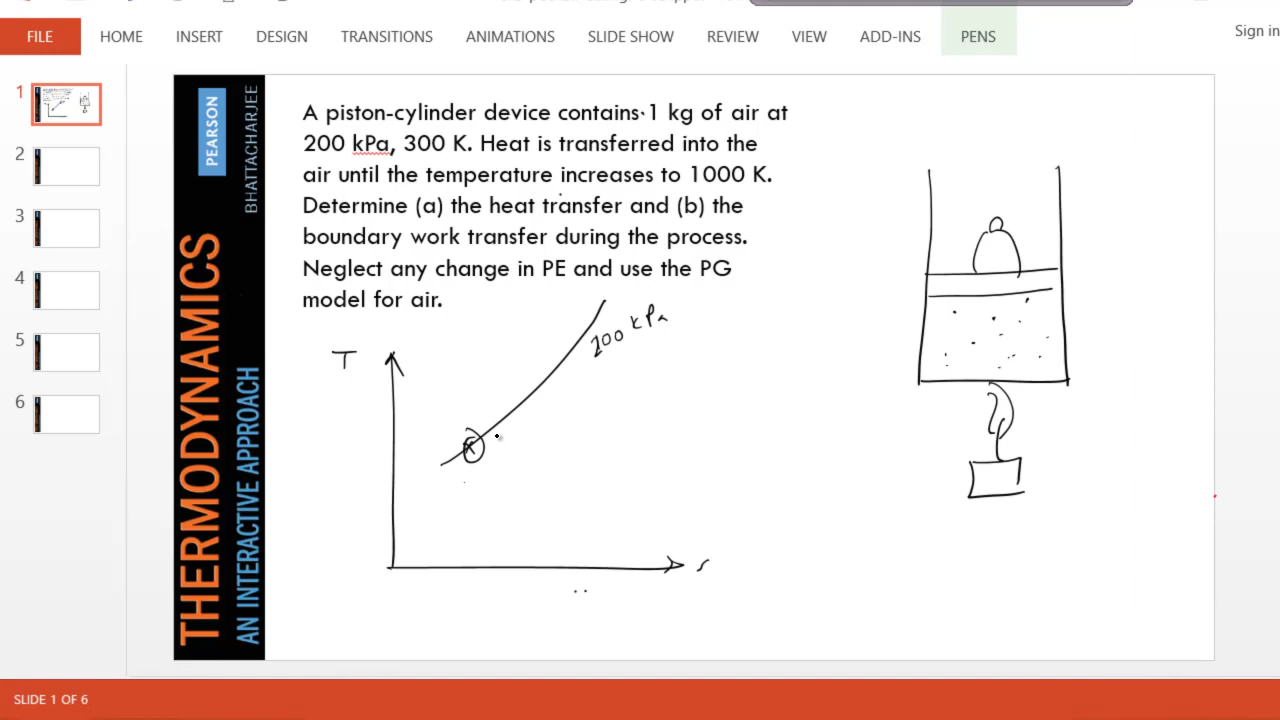 FILE
HOME
INSERT
DESIGN
TRANSITIONS
ANIMATIONS
SLIDE SHOW
REVIEW
VIEW
ADD-INS
PENS
Sign in
1
2
3
4
5
6
PEARSON
BHATTACHARJEE
THERMODYNAMICS
AN INTERACTIVE APPROACH
A piston-cylinder device contains 1 kg of air at
200 kPa, 300 K. Heat is transferred into the
air until the temperature increases to 1000 K.
Determine (a) the heat transfer and (b) the
boundary work transfer during the process.
Neglect any change in PE and use the PG
model for air.
200 kPa
T
s
SLIDE 1 OF 6